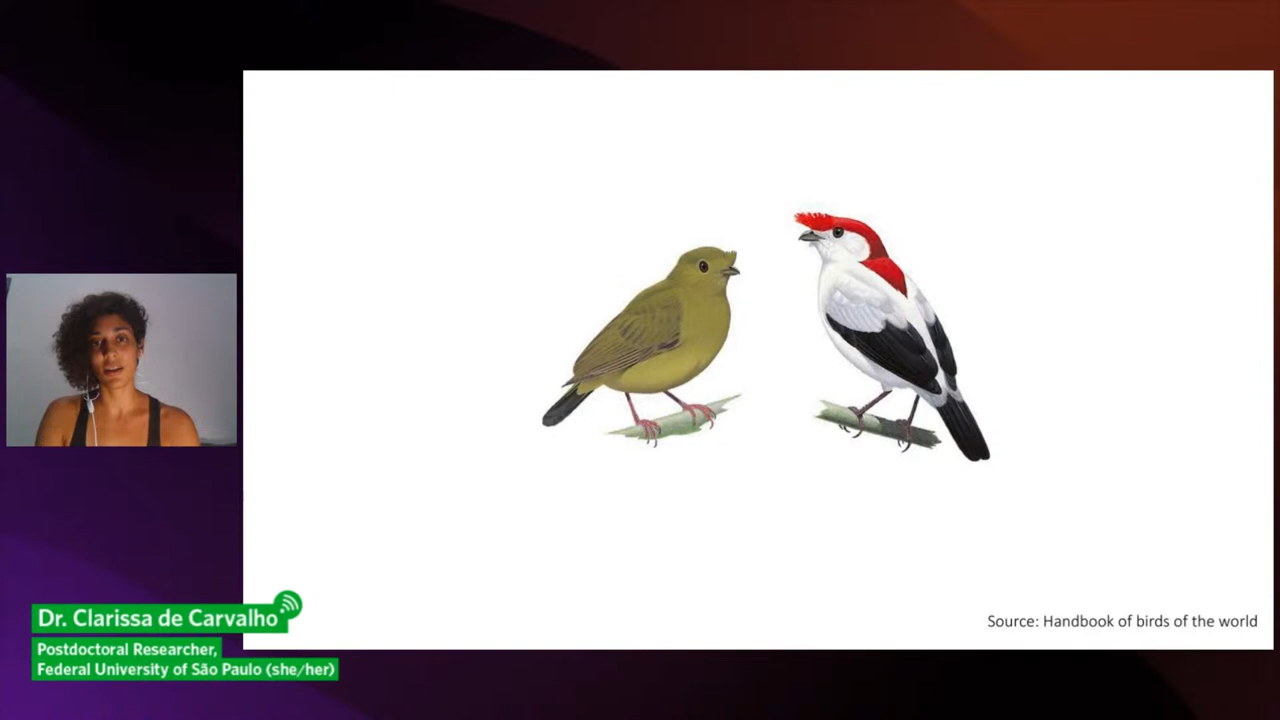 Source: Handbook of birds of the world
Dr. Clarissa de Carvalho
Postdoctoral Researcher,
Federal University of São Paulo (she/her)